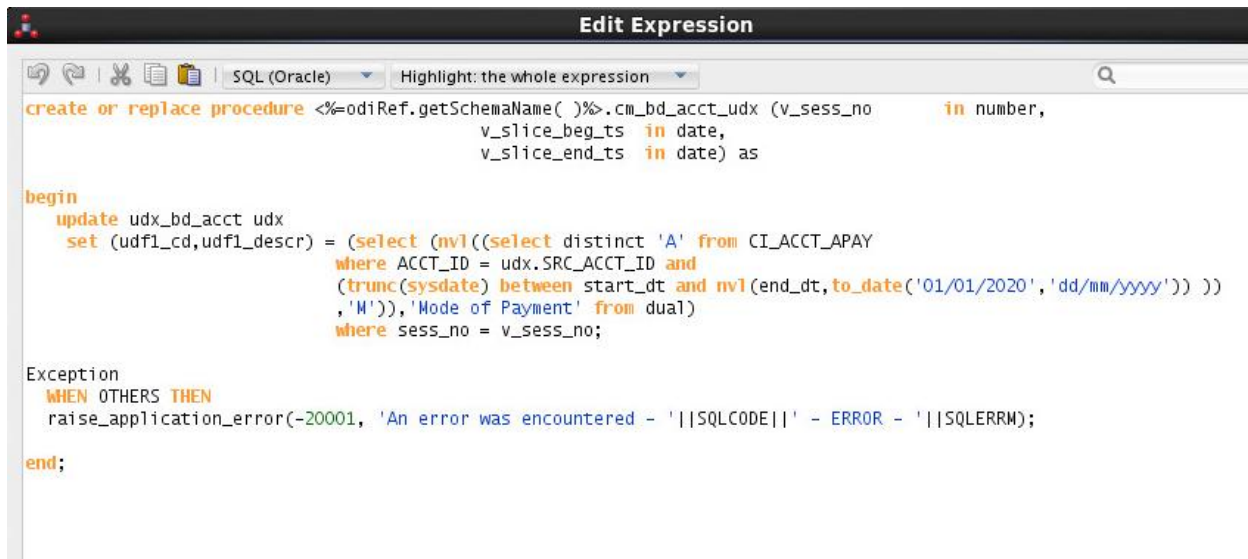 Edit Expression
SQL (Oracle) Highlight: the whole expression
create or replace procedure <%=odiRef.getSchemaName( )%>.cm_bd_acct_udx (v_sess_no in number,
v_slice_beg_ts in date,
v_slice_end_ts in date) as
begin
update udx_bd_acct udx
set (udf1_cd,udf1_descr) = (select (nvl((select distinct 'A' from CI_ACCT_APAY
where ACCT_ID = udx.SRC_ACCT_ID and
(trunc(sysdate) between start_dt and nvl(end_dt,to_date('01/01/2020','dd/mm/yyyy')) ))
,'M')),'Mode of Payment' from dual)
where sess_no = v_sess_no;
Exception
WHEN OTHERS THEN
raise_application_error(-20001, 'An error was encountered - '||SQLCODE||' - ERROR - '||SQLERRM);
end;